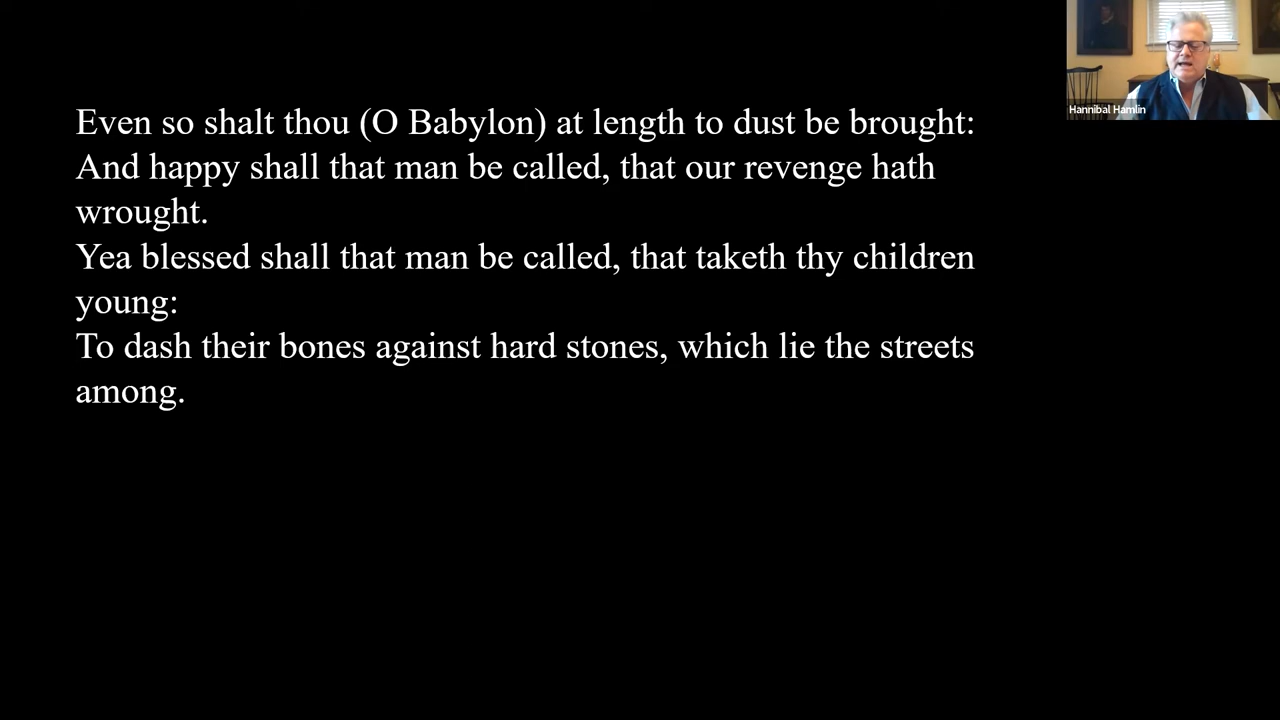 Even so shalt thou (O Babylon) at length to dust be brought:
And happy shall that man be called, that our revenge hath
wrought.
Yea blessed shall that man be called, that taketh thy children
young:
To dash their bones against hard stones, which lie the streets
among.
Hannibal Hamlin